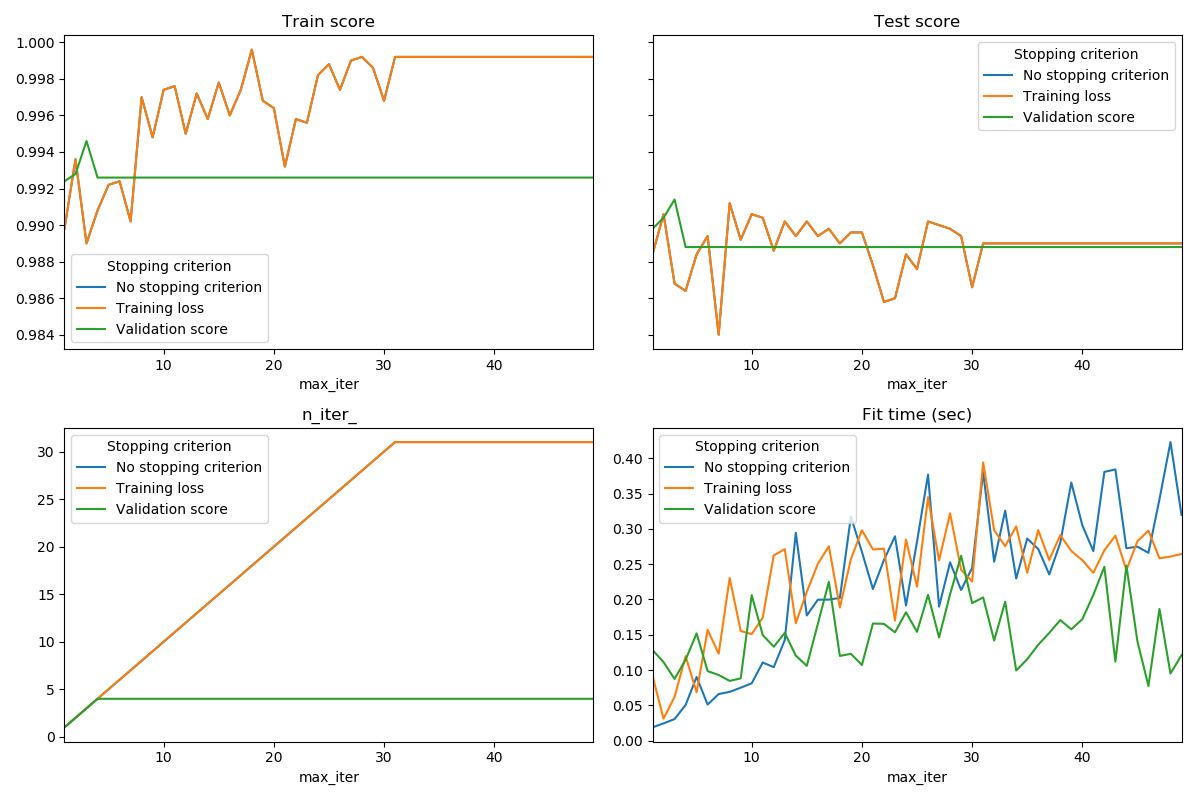 Train score
1.000
0.998
0.996
0.994
0.992
0.990
0.988
0.986
0.984
Stopping criterion
No stopping criterion
Training loss
Validation score
10 20 30 40
max_iter
Test score
Stopping criterion
No stopping criterion
Training loss
Validation score
10 20 30 40
max_iter
n_iter_
30
25
20
15
10
5
0
Stopping criterion
No stopping criterion
Training loss
Validation score
10 20 30 40
max_iter
Fit time (sec)
0.40
0.35
0.30
0.25
0.20
0.15
0.10
0.05
0.00
Stopping criterion
No stopping criterion
Training loss
Validation score
10 20 30 40
max_iter